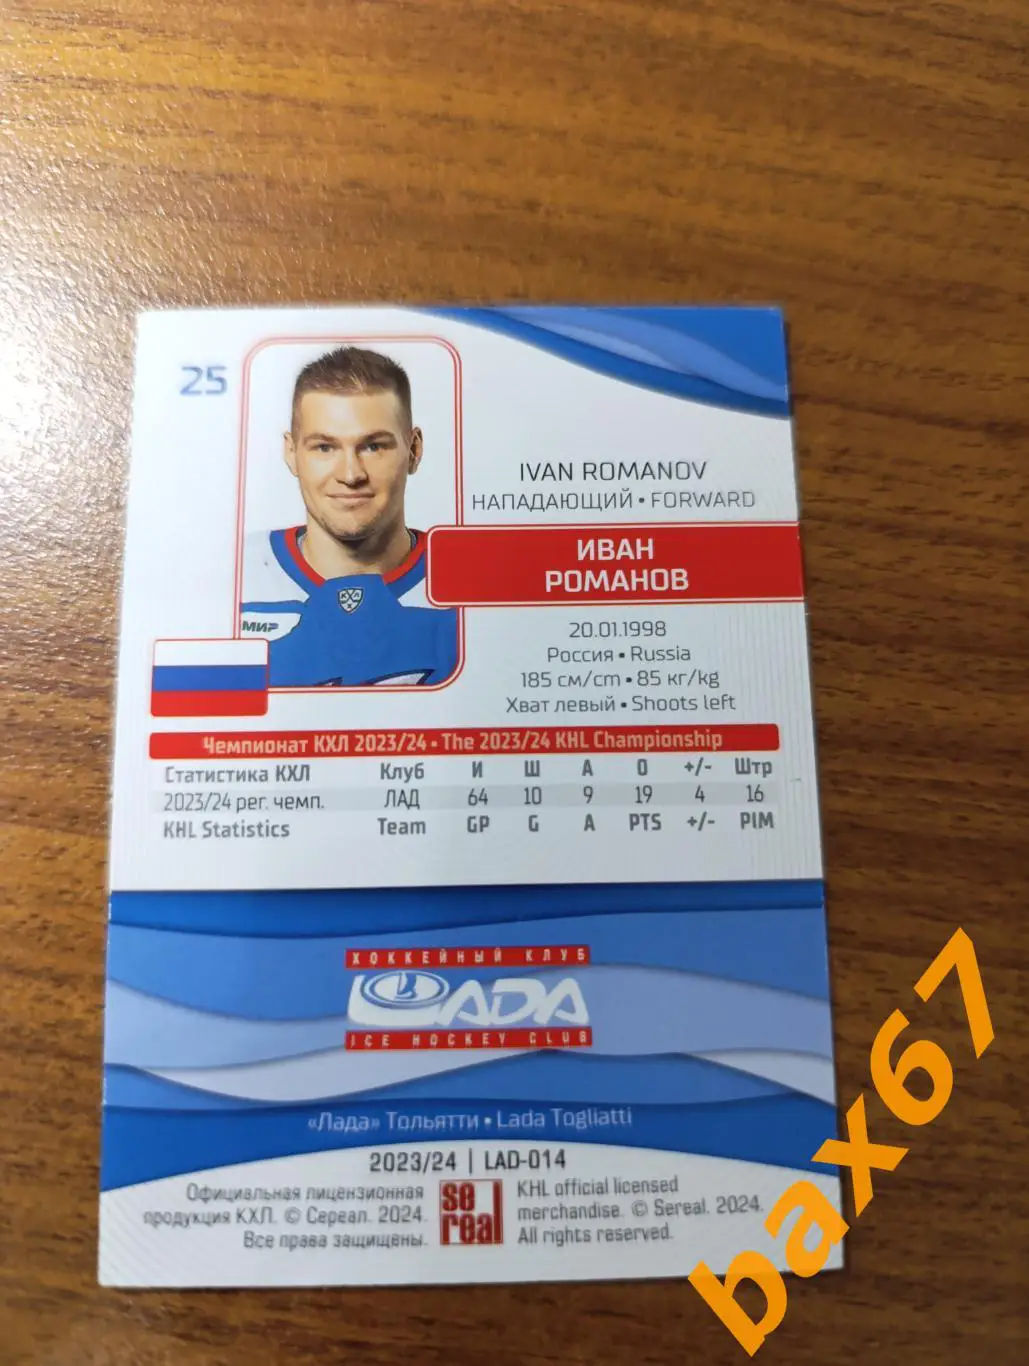 25
IVAN ROMANOV
НАПАДАЮЩИЙ • FORWARD
ИВАН
РОМАНОВ
МИР
КХЛ
20.01.1998
Россия • Russia
185 см/cm • 85 кг/kg
Хват левый • Shoots left
Чемпионат КХЛ 2023/24 • The 2023/24 KHL Championship
Статистика КХЛ Клуб И Ш А О +/- Штр
2023/24 рег. чемп. ЛАД 64 10 9 19 4 16
KHL Statistics Team GP G A PTS +/- PIM
ХОККЕЙНЫЙ КЛУБ
ЛАДА
ICE HOCKEY CLUB
«Лада» Тольятти • Lada Togliatti
2023/24 | LAD-014
Официальная лицензионная
продукция КХЛ. © Сереал. 2024.
Все права защищены.
se
real
KHL official licensed
merchandise. © Sereal. 2024.
All rights reserved.
bax67